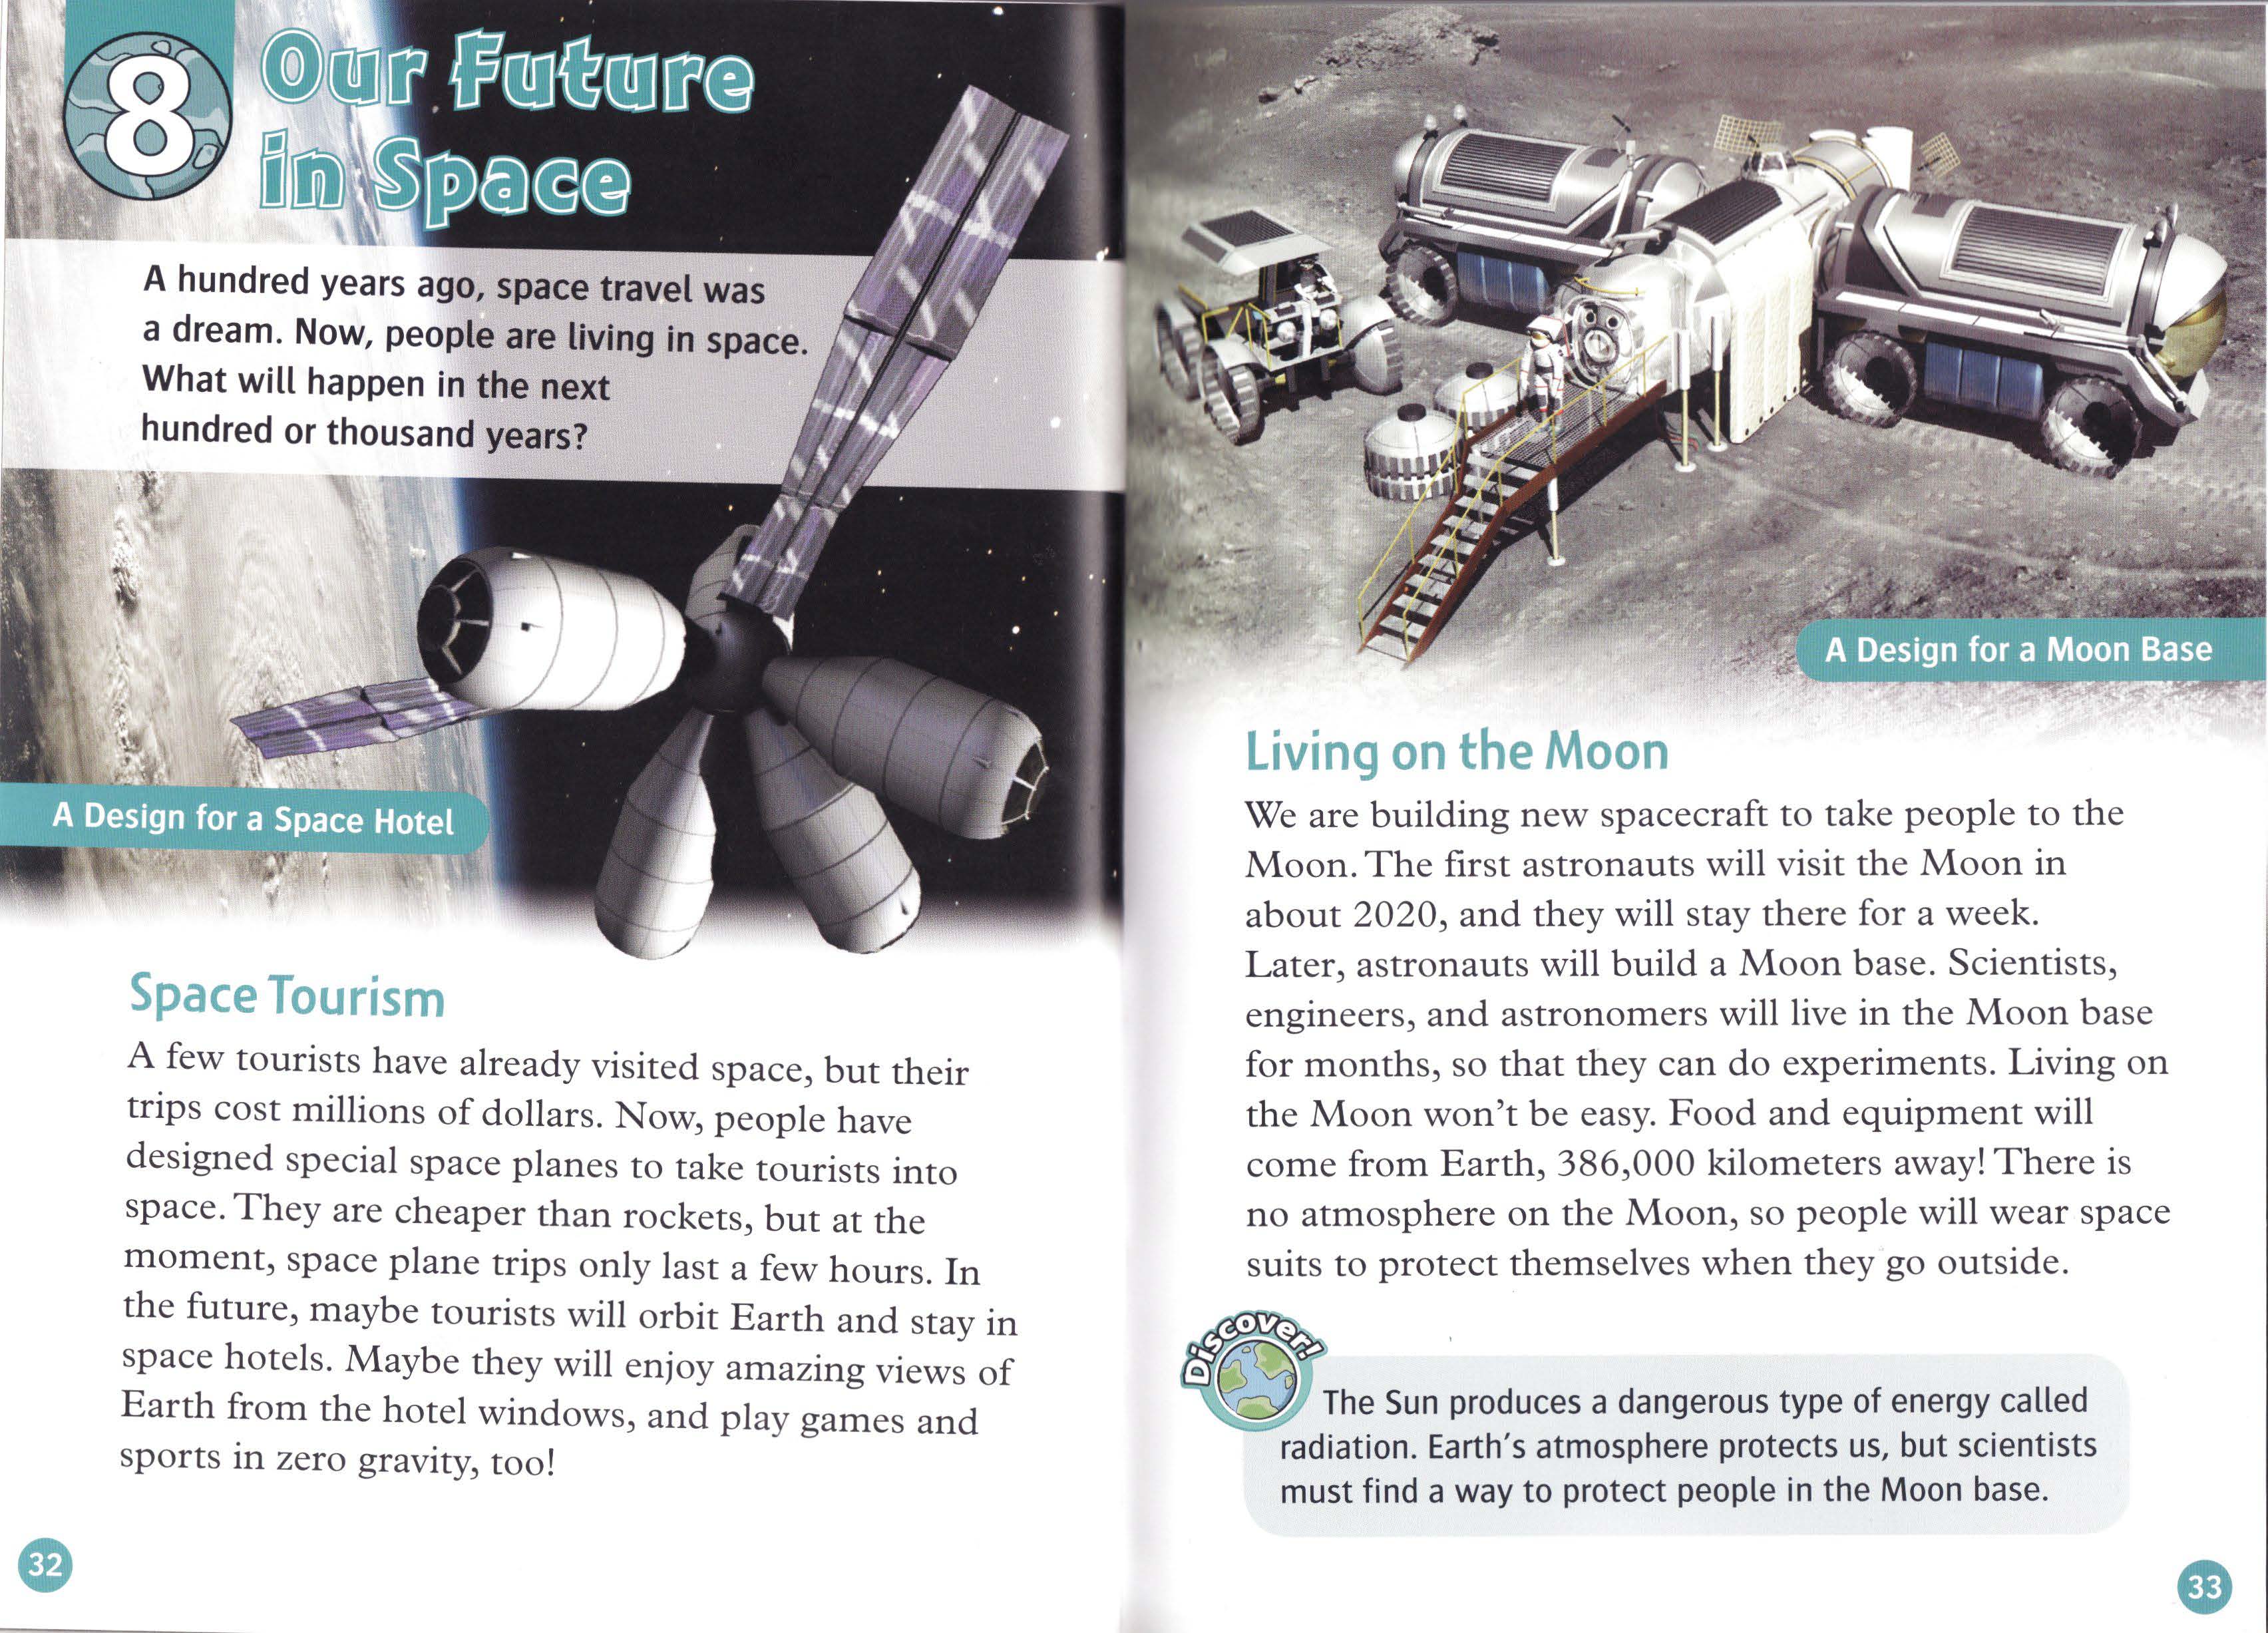 8
Our Future
in Space
A hundred years ago, space travel was
a dream. Now, people are living in space.
What will happen in the next
hundred or thousand years?
A Design for a Space Hotel
Space Tourism
A few tourists have already visited space, but their
trips cost millions of dollars. Now, people have
designed special space planes to take tourists into
space. They are cheaper than rockets, but at the
moment, space plane trips only last a few hours. In
the future, maybe tourists will orbit Earth and stay in
space hotels. Maybe they will enjoy amazing views of
Earth from the hotel windows, and play games and
sports in zero gravity, too!
32
A Design for a Moon Base
Living on the Moon
We are building new spacecraft to take people to the
Moon. The first astronauts will visit the Moon in
about 2020, and they will stay there for a week.
Later, astronauts will build a Moon base. Scientists,
engineers, and astronomers will live in the Moon base
for months, so that they can do experiments. Living on
the Moon won't be easy. Food and equipment will
come from Earth, 386,000 kilometers away! There is
no atmosphere on the Moon, so people will wear space
suits to protect themselves when they go outside.
Discover!
The Sun produces a dangerous type of energy called
radiation. Earth's atmosphere protects us, but scientists
must find a way to protect people in the Moon base.
33